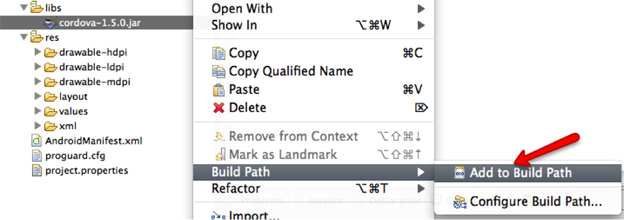 libs
cordova-1.5.0.jar
res
drawable-hdpi
drawable-ldpi
drawable-mdpi
layout
values
xml
AndroidManifest.xml
proguard.cfg
project.properties
Open With
Show In ⌥⌘W
Copy ⌘C
Copy Qualified Name
Paste ⌘V
Delete ⌦
Remove from Context ⌥⇧⌘↓
Mark as Landmark ⌥⇧⌘↑
Build Path
Refactor ⌥⌘T
Import...
Add to Build Path
Configure Build Path...